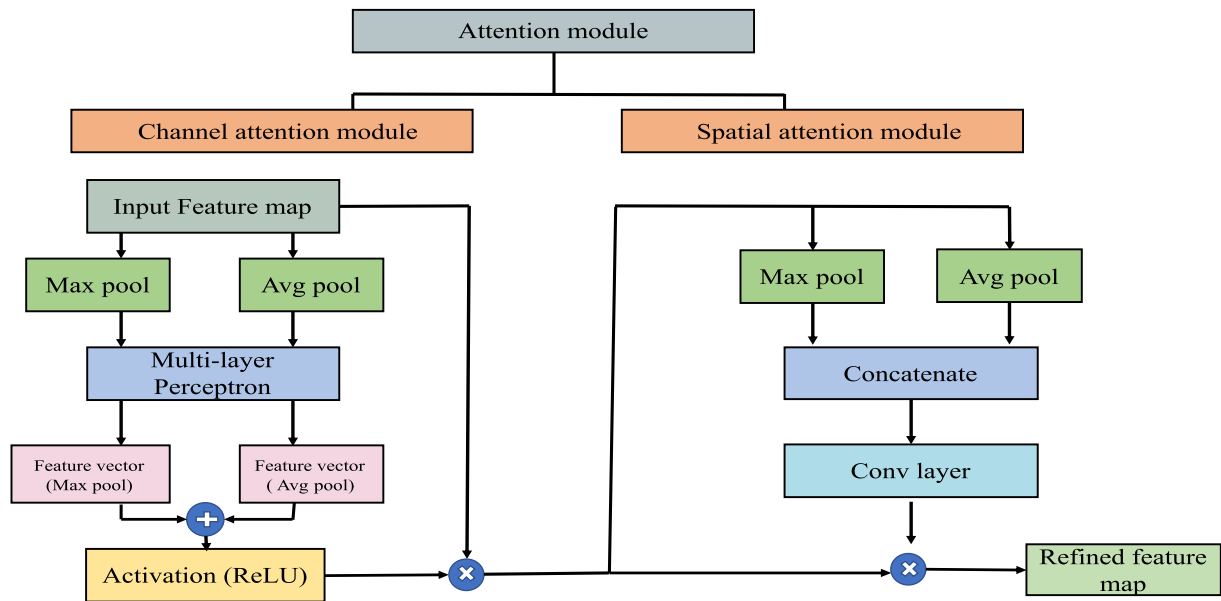 Attention module
Channel attention module
Spatial attention module
Input Feature map
Max pool
Avg pool
Multi-layer
Perceptron
Feature vector
(Max pool)
Feature vector
( Avg pool)
+
Activation (ReLU)
×
Max pool
Avg pool
Concatenate
Conv layer
×
Refined feature
map